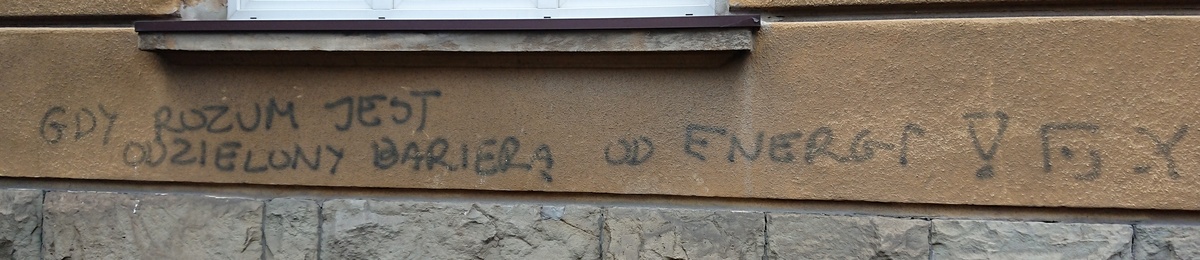 GDY ROZUM JEST
ODZIELONY BARIERĄ OD ENERGI